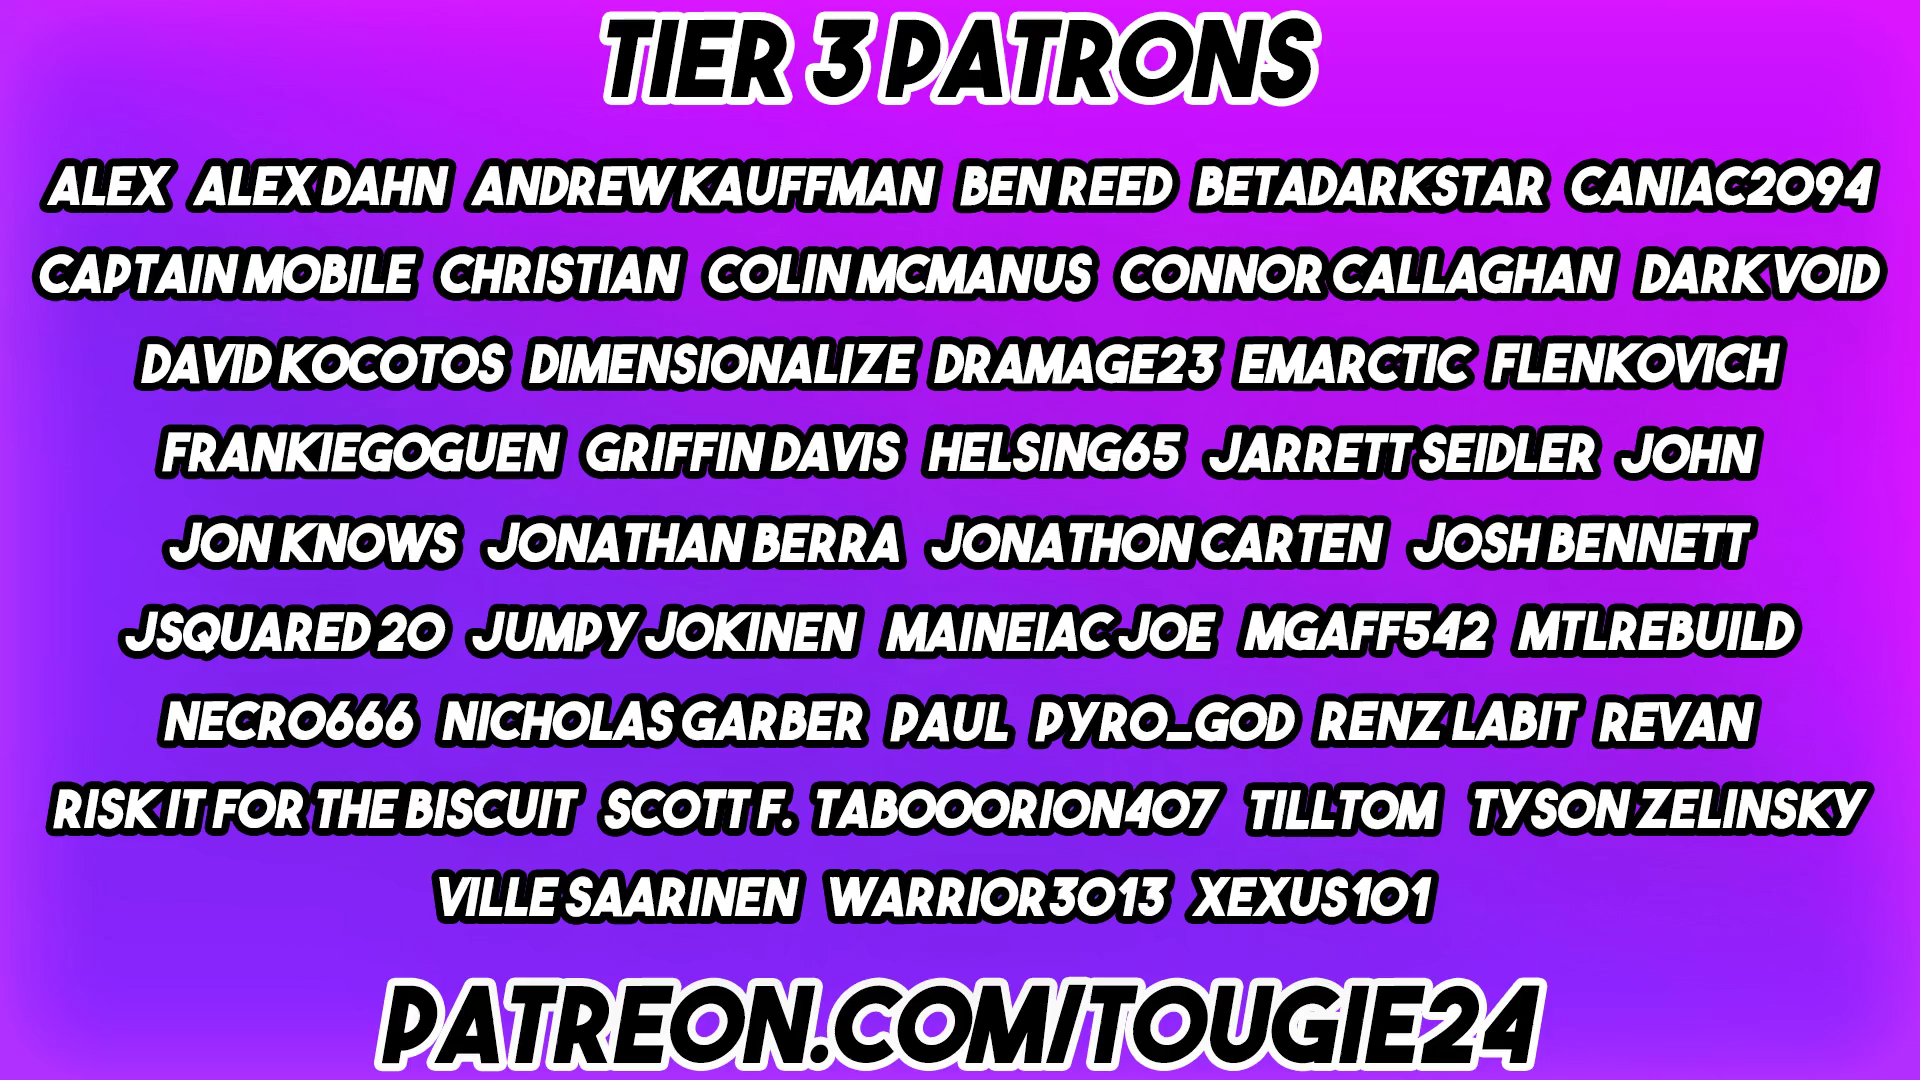 TIER 3 PATRONS
ALEX ALEX DAHN ANDREW KAUFFMAN BEN REED BETADARKSTAR CANIAC2094
CAPTAIN MOBILE CHRISTIAN COLIN MCMANUS CONNOR CALLAGHAN DARK VOID
DAVID KOCOTOS DIMENSIONALIZE DRAMAGE23 EMARCTIC FLENKOVICH
FRANKIEGOGUEN GRIFFIN DAVIS HELSING65 JARRETT SEIDLER JOHN
JON KNOWS JONATHAN BERRA JONATHON CARTEN JOSH BENNETT
JSQUARED 20 JUMPY JOKINEN MAINEIAC JOE MGAFF542 MTLREBUILD
NECRO666 NICHOLAS GARBER PAUL PYRO_GOD RENZ LABIT REVAN
RISK IT FOR THE BISCUIT SCOTT F. TABOOORION407 TILLTOM TYSON ZELINSKY
VILLE SAARINEN WARRIOR3013 XEXUS101
PATREON.COM/TOUGIE24